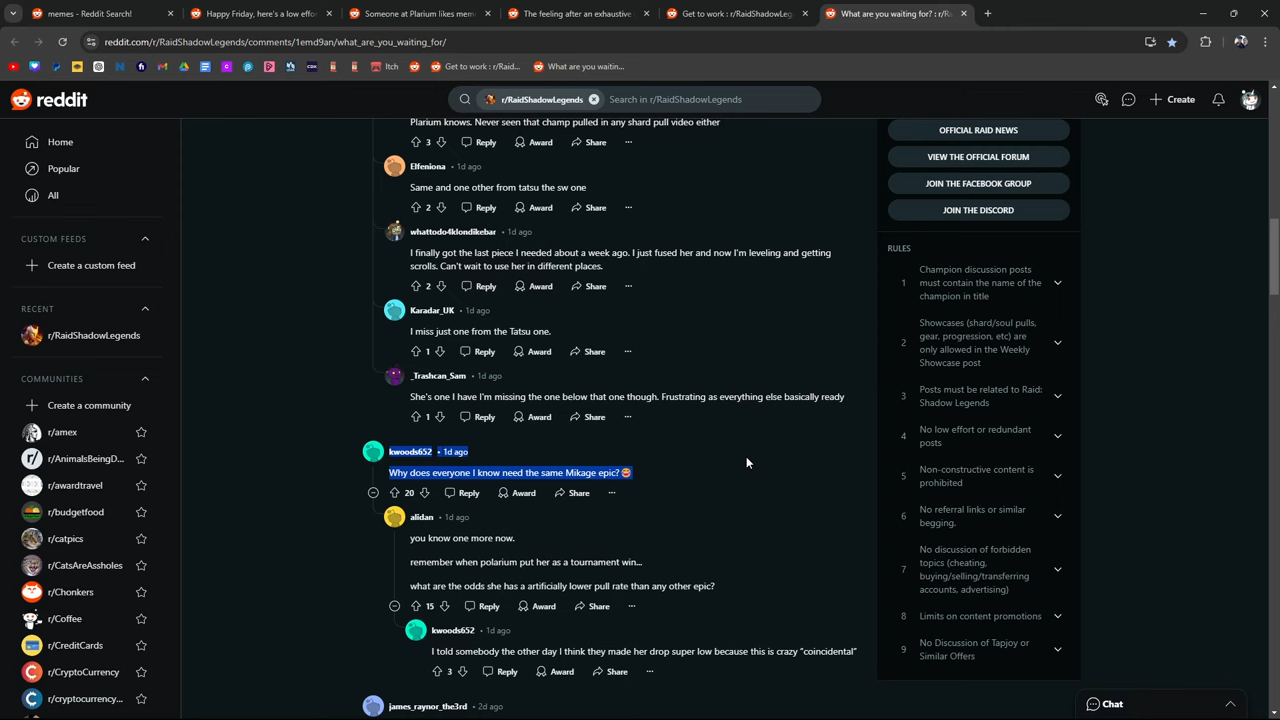 memes - Reddit Search!
Happy Friday, here's a low effo
Someone at Plarium likes mem
The feeling after an exhaustive
Get to work : r/RaidShadowLeg
What are you waiting for? : r/R
reddit.com/r/RaidShadowLegends/comments/1emd9an/what_are_you_waiting_for/
Itch
Get to work : r/Raid...
What are you waitin...
reddit
r/RaidShadowLegends
Search in r/RaidShadowLegends
Create
Home
Popular
All
CUSTOM FEEDS
Create a custom feed
RECENT
r/RaidShadowLegends
COMMUNITIES
Create a community
r/amex
r/AnimalsBeingD...
r/awardtravel
r/budgetfood
r/catpics
r/CatsAreAssholes
r/Chonkers
r/Coffee
r/CreditCards
r/CryptoCurrency
r/cryptocurrency...
Plarium knows. Never seen that champ pulled in any shard pull video either
3 Reply Award Share ...
Elfeniona • 1d ago
Same and one other from tatsu the sw one
2 Reply Award Share ...
whattodo4klondikebar • 1d ago
I finally got the last piece I needed about a week ago. I just fused her and now I'm leveling and getting
scrolls. Can't wait to use her in different places.
2 Reply Award Share ...
Karadar_UK • 1d ago
I miss just one from the Tatsu one.
1 Reply Award Share ...
_Trashcan_Sam • 1d ago
She's one I have I'm missing the one below that one though. Frustrating as everything else basically ready
1 Reply Award Share ...
kwoods652 • 1d ago
Why does everyone I know need the same Mikage epic?🤩
20 Reply Award Share ...
alidan • 1d ago
you know one more now.
remember when polarium put her as a tournament win...
what are the odds she has a artificially lower pull rate than any other epic?
15 Reply Award Share ...
kwoods652 • 1d ago
I told somebody the other day I think they made her drop super low because this is crazy “coincidental”
3 Reply Award Share ...
james_raynor_the3rd • 2d ago
OFFICIAL RAID NEWS
VIEW THE OFFICIAL FORUM
JOIN THE FACEBOOK GROUP
JOIN THE DISCORD
RULES
1 Champion discussion posts
must contain the name of the
champion in title
2 Showcases (shard/soul pulls,
gear, progression, etc) are
only allowed in the Weekly
Showcase post
3 Posts must be related to Raid:
Shadow Legends
4 No low effort or redundant
posts
5 Non-constructive content is
prohibited
6 No referral links or similar
begging.
7 No discussion of forbidden
topics (cheating,
buying/selling/transferring
accounts, advertising)
8 Limits on content promotions
9 No Discussion of Tapjoy or
Similar Offers
Chat